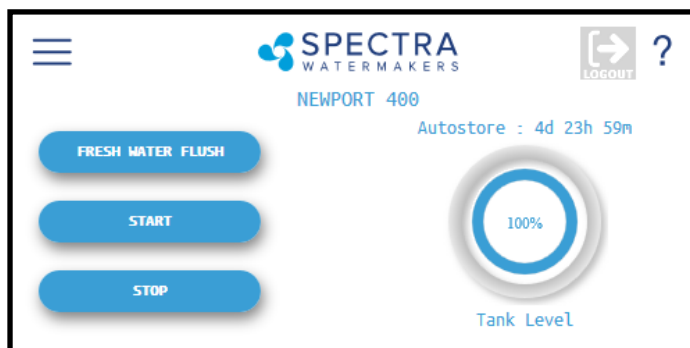 SPECTRA
WATERMAKERS
LOGOUT
?
NEWPORT 400
Autostore : 4d 23h 59m
FRESH WATER FLUSH
START
STOP
100%
Tank Level